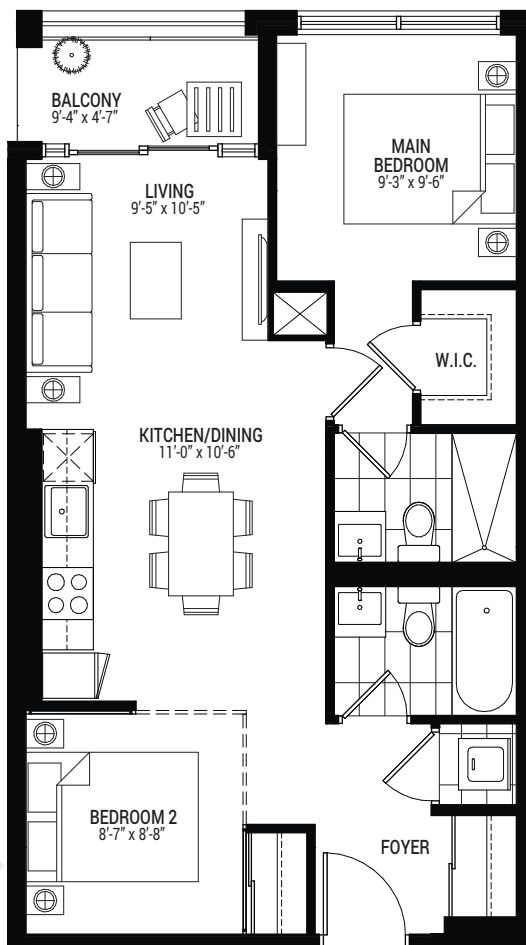 BALCONY
9'-4" x 4'-7"
MAIN
BEDROOM
9'-3" x 9'-6"
LIVING
9'-5" x 10'-5"
W.I.C.
KITCHEN/DINING
11'-0" x 10'-6"
BEDROOM 2
8'-7" x 8'-8"
FOYER